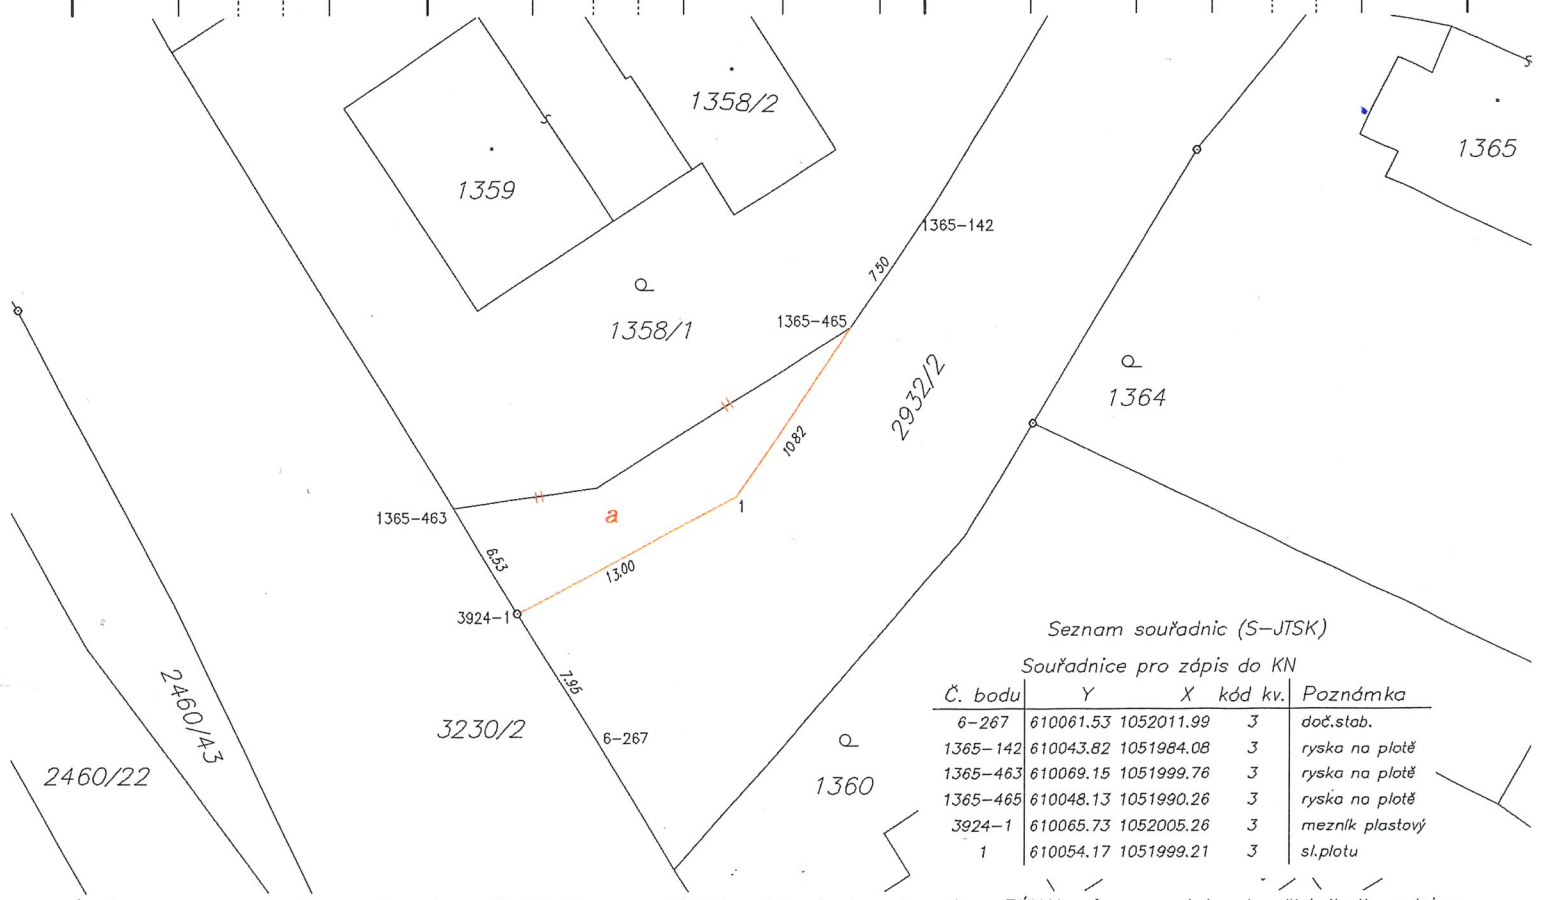 1358/2
1365
1359
1365-142
7.50
1358/1
1365-465
2932/2
1364
10.82
1365-463
a
1
6.53
13.00
3924-1
7.95
2460/43
3230/2
6-267
2460/22
1360
Seznam souřadnic (S-JTSK)
Souřadnice pro zápis do KN
Č. bodu Y X kód kv. Poznámka
6-267 610061.53 1052011.99 3 doč.stab.
1365-142 610043.82 1051984.08 3 ryska na plotě
1365-463 610069.15 1051999.76 3 ryska na plotě
1365-465 610048.13 1051990.26 3 ryska na plotě
3924-1 610065.73 1052005.26 3 mezník plastový
1 610054.17 1051999.21 3 sl.plotu